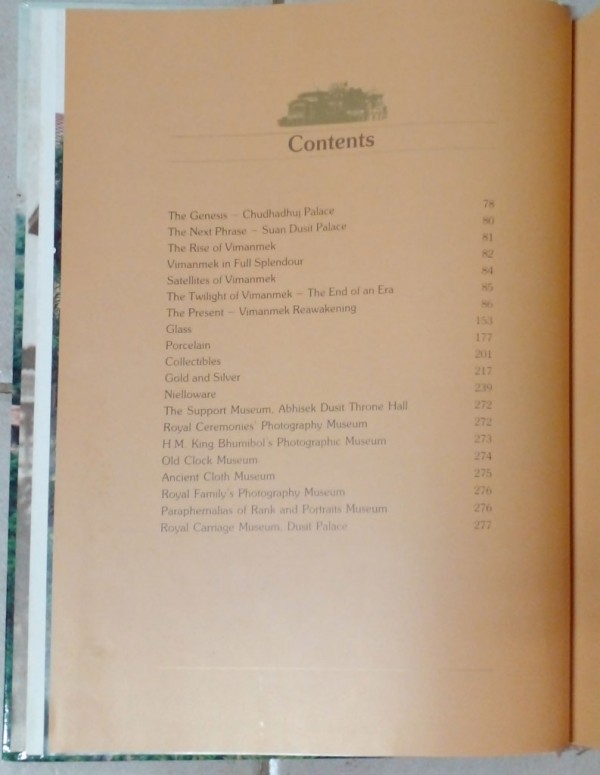 Contents
The Genesis – Chudhadhuj Palace 78
The Next Phrase – Suan Dusit Palace 80
The Rise of Vimanmek 81
Vimanmek in Full Splendour 82
Satellites of Vimanmek 84
The Twilight of Vimanmek – The End of an Era 85
The Present – Vimanmek Reawakening 86
Glass 153
Porcelain 177
Collectibles 201
Gold and Silver 217
Nielloware 239
The Support Museum, Abhisek Dusit Throne Hall 272
Royal Ceremonies' Photography Museum 272
H.M. King Bhumibol's Photographic Museum 273
Old Clock Museum 274
Ancient Cloth Museum 275
Royal Family's Photography Museum 276
Paraphernalias of Rank and Portraits Museum 276
Royal Carriage Museum, Dusit Palace 277